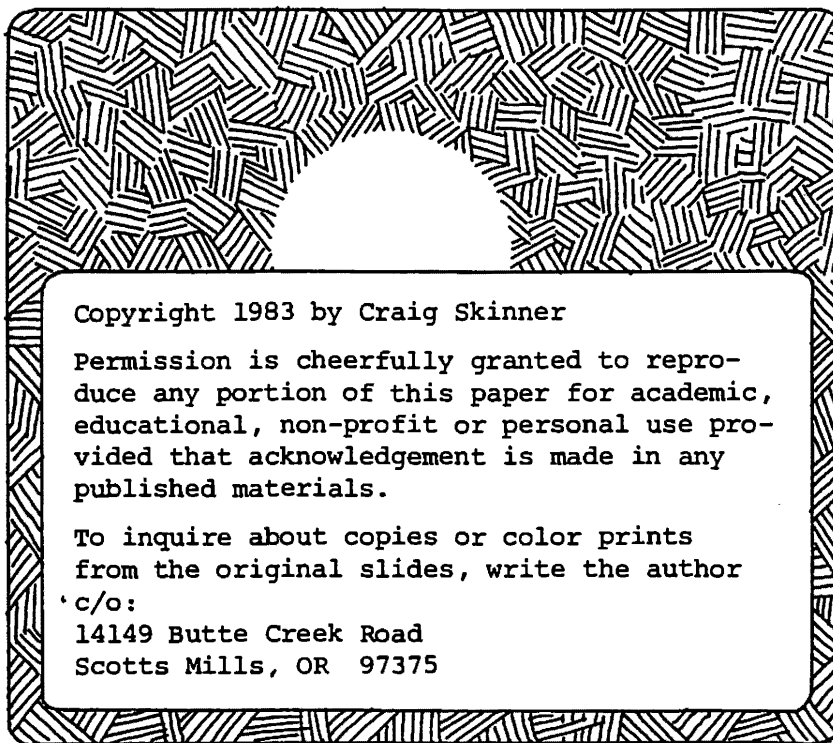 Copyright 1983 by Craig Skinner
Permission is cheerfully granted to repro-
duce any portion of this paper for academic,
educational, non-profit or personal use pro-
vided that acknowledgement is made in any
published materials.
To inquire about copies or color prints
from the original slides, write the author
c/o:
14149 Butte Creek Road
Scotts Mills, OR 97375